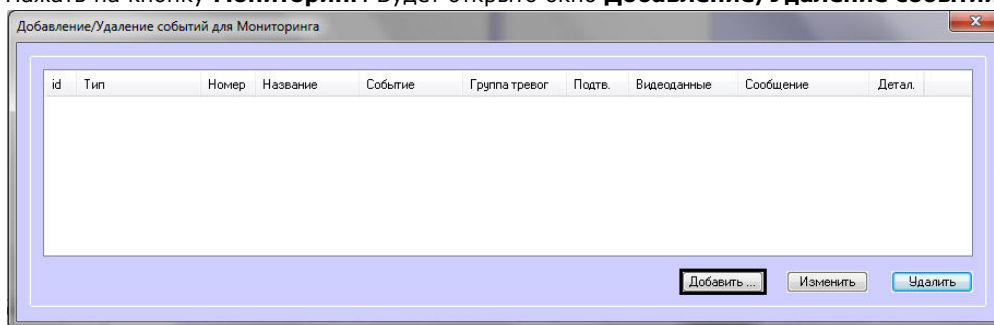 Нажать на кнопку Мониторинг. Будет открыто окно Добавление/Удаление событий
Добавление/Удаление событий для Мониторинга
id Тип Номер Название Событие Группа тревог Подтв. Видеоданные Сообщение Детал.
Добавить ... Изменить Удалить